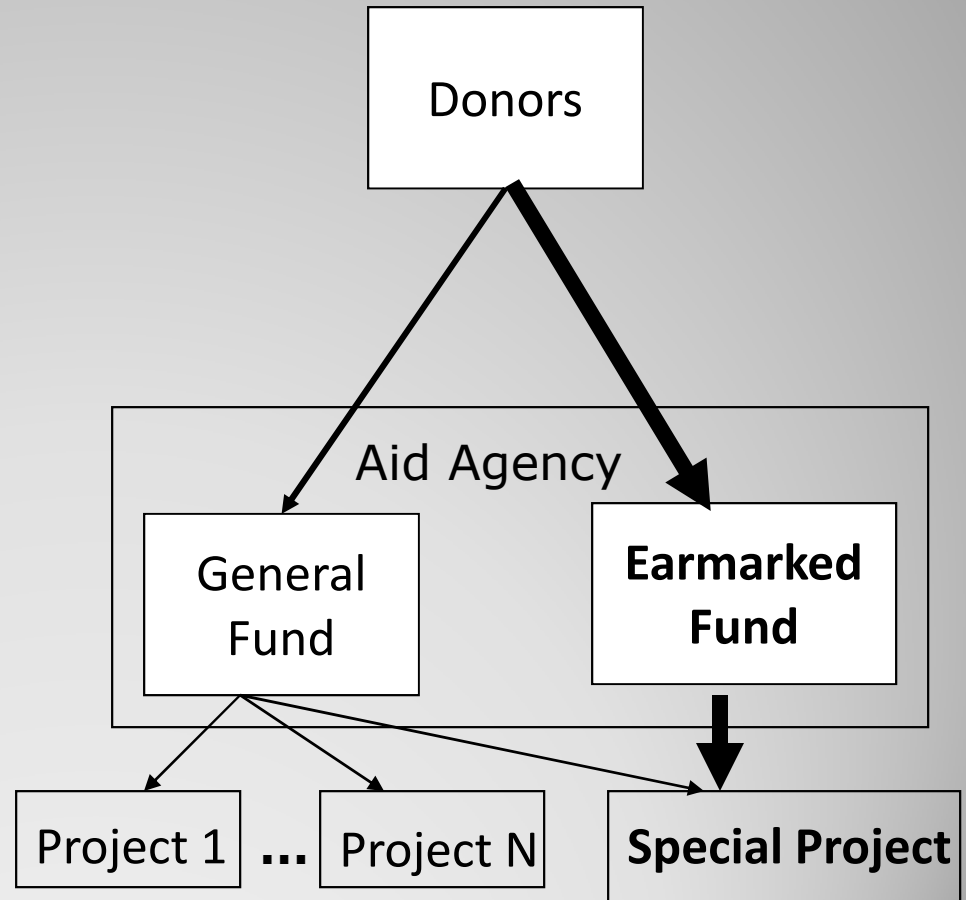 Donors
Aid Agency
General
Fund
Earmarked
Fund
Project 1
...
Project N
Special Project